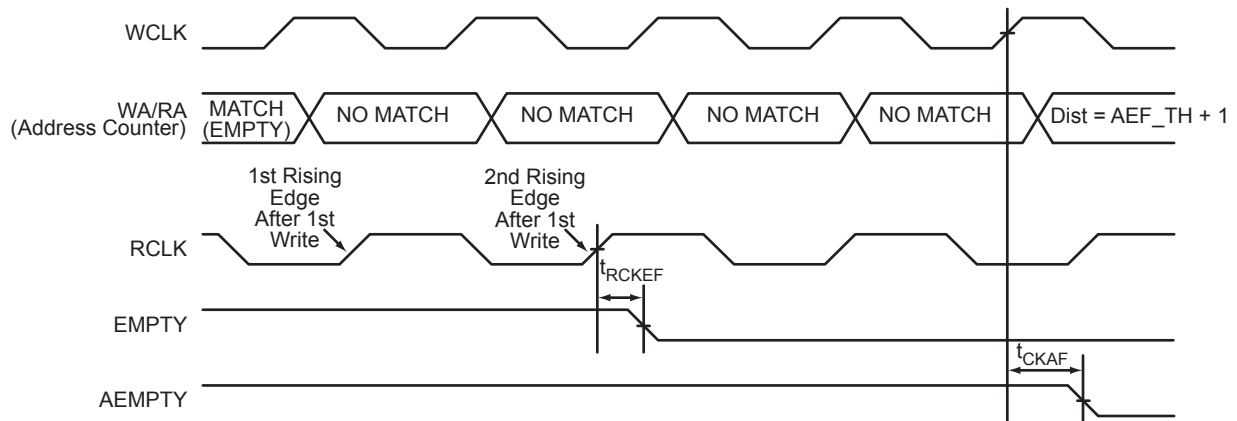 WCLK
WA/RA
(Address Counter)
MATCH
(EMPTY)
NO MATCH
NO MATCH
NO MATCH
NO MATCH
Dist = AEF_TH + 1
1st Rising
Edge
After 1st
Write
2nd Rising
Edge
After 1st
Write
RCLK
tRCKEF
EMPTY
tCKAF
AEMPTY